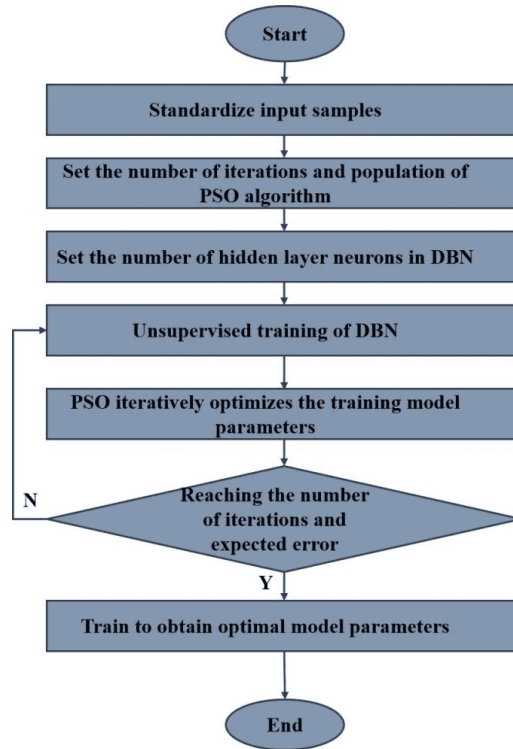 Start
Standardize input samples
Set the number of iterations and population of
PSO algorithm
Set the number of hidden layer neurons in DBN
Unsupervised training of DBN
PSO iteratively optimizes the training model
parameters
Reaching the number
of iterations and
expected error
N
Y
Train to obtain optimal model parameters
End